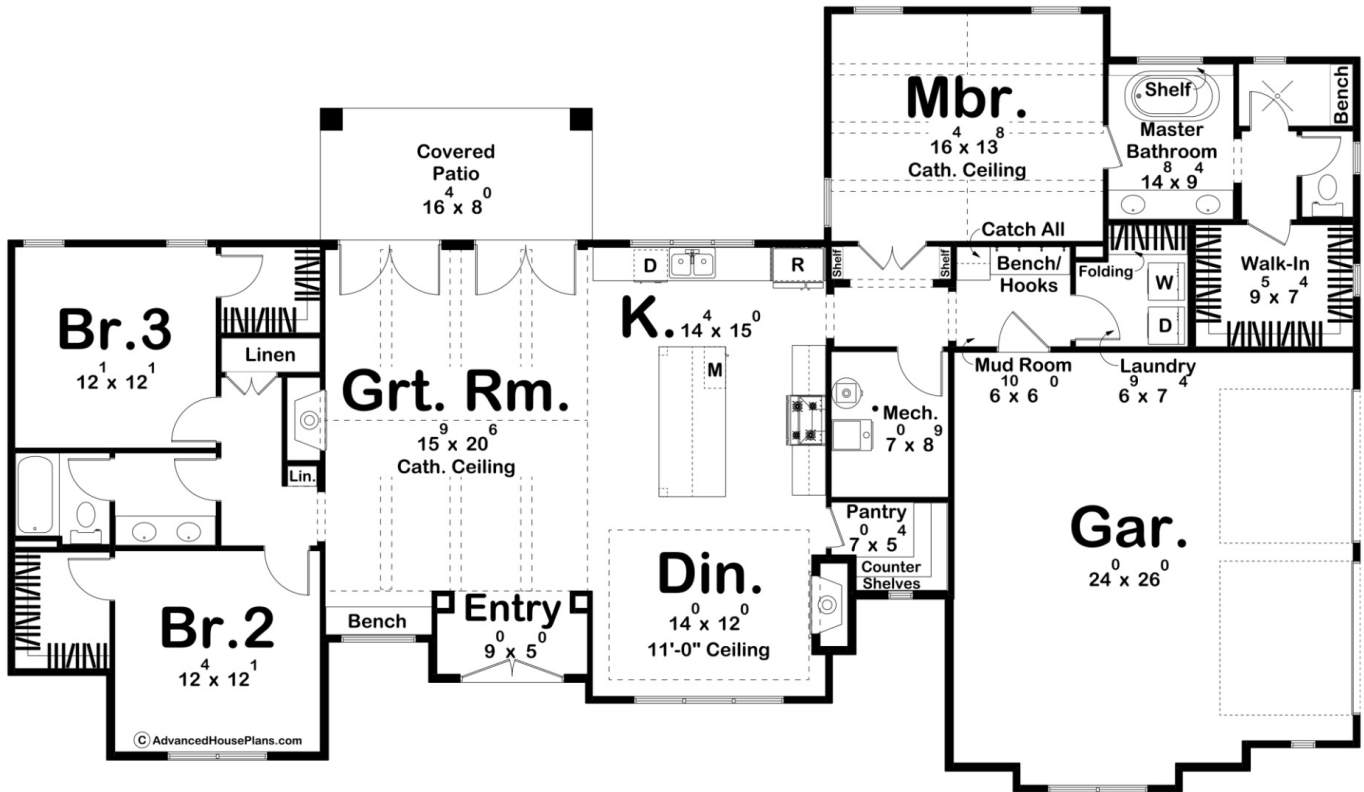 Mbr.
16⁴ x 13⁸
Cath. Ceiling
Shelf
Master
Bathroom
14⁸ x 9⁴
Bench
Covered
Patio
16⁴ x 8⁰
Catch All
Bench/
Hooks
Shelf
Shelf
Folding
W
D
Walk-In
9⁵ x 7⁴
D
R
K. 14⁴ x 15⁰
M
Br.3
12¹ x 12¹
Linen
Grt. Rm.
15⁹ x 20⁶
Cath. Ceiling
Lin.
Mud Room
6¹⁰ x 6⁰
Laundry
6⁹ x 7⁴
Mech.
7⁰ x 8⁹
Pantry
7⁰ x 5⁴
Counter
Shelves
Gar.
24⁰ x 26⁰
Din.
14⁰ x 12⁰
11'-0" Ceiling
Entry
9⁰ x 5⁰
Bench
Br.2
12⁴ x 12¹
© AdvancedHousePlans.com